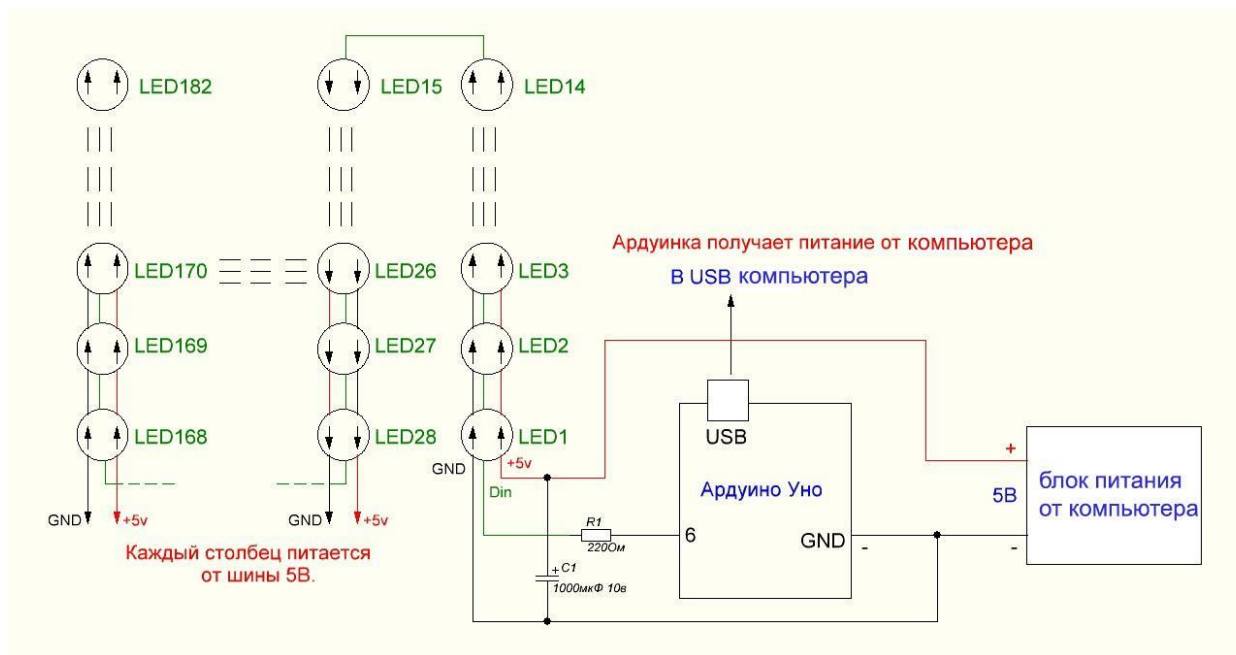 LED182
LED15
LED14
Ардуинка получает питание от компьютера
В USB компьютера
LED170
LED26
LED3
LED169
LED27
LED2
LED168
LED28
LED1
USB
GND
+5v
Din
Ардуино Уно
+
5В
блок питания
от компьютера
GND
+5v
GND
+5v
R1
220Ом
6
GND
-
-
Каждый столбец питается
от шины 5В.
+
C1
1000мкФ 10в